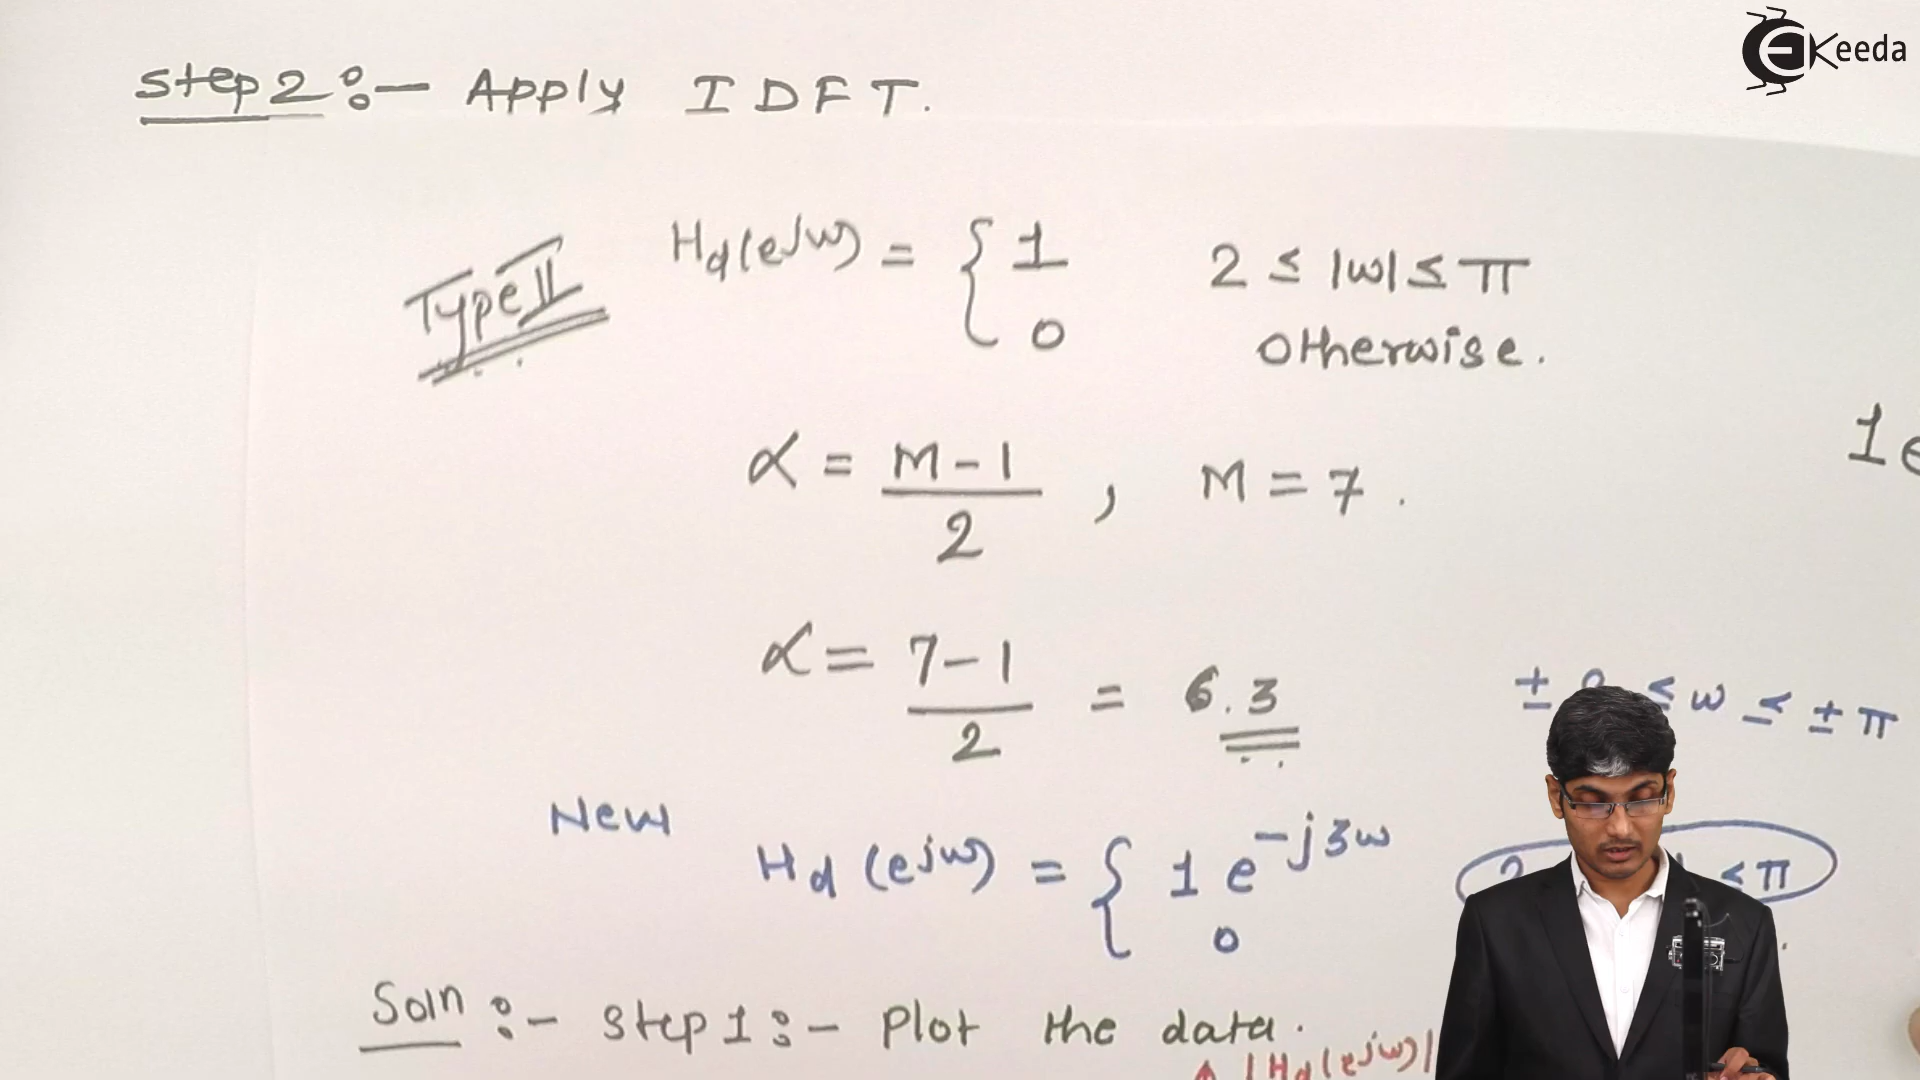 EKeeda
Step 2 :- Apply IDFT.
Type II
Hd(ejω) = { 1 2 ≤ |ω| ≤ π
0 otherwise.
α = M-1 / 2 , M = 7 .
1e
α = 7-1 / 2 = 6.3
± ≤ ω ≤ ± π
New
Hd (ejω) = { 1 e-j3ω ≤ π
0
Soln :- Step 1 :- Plot the data.
|Hd(ejω)|